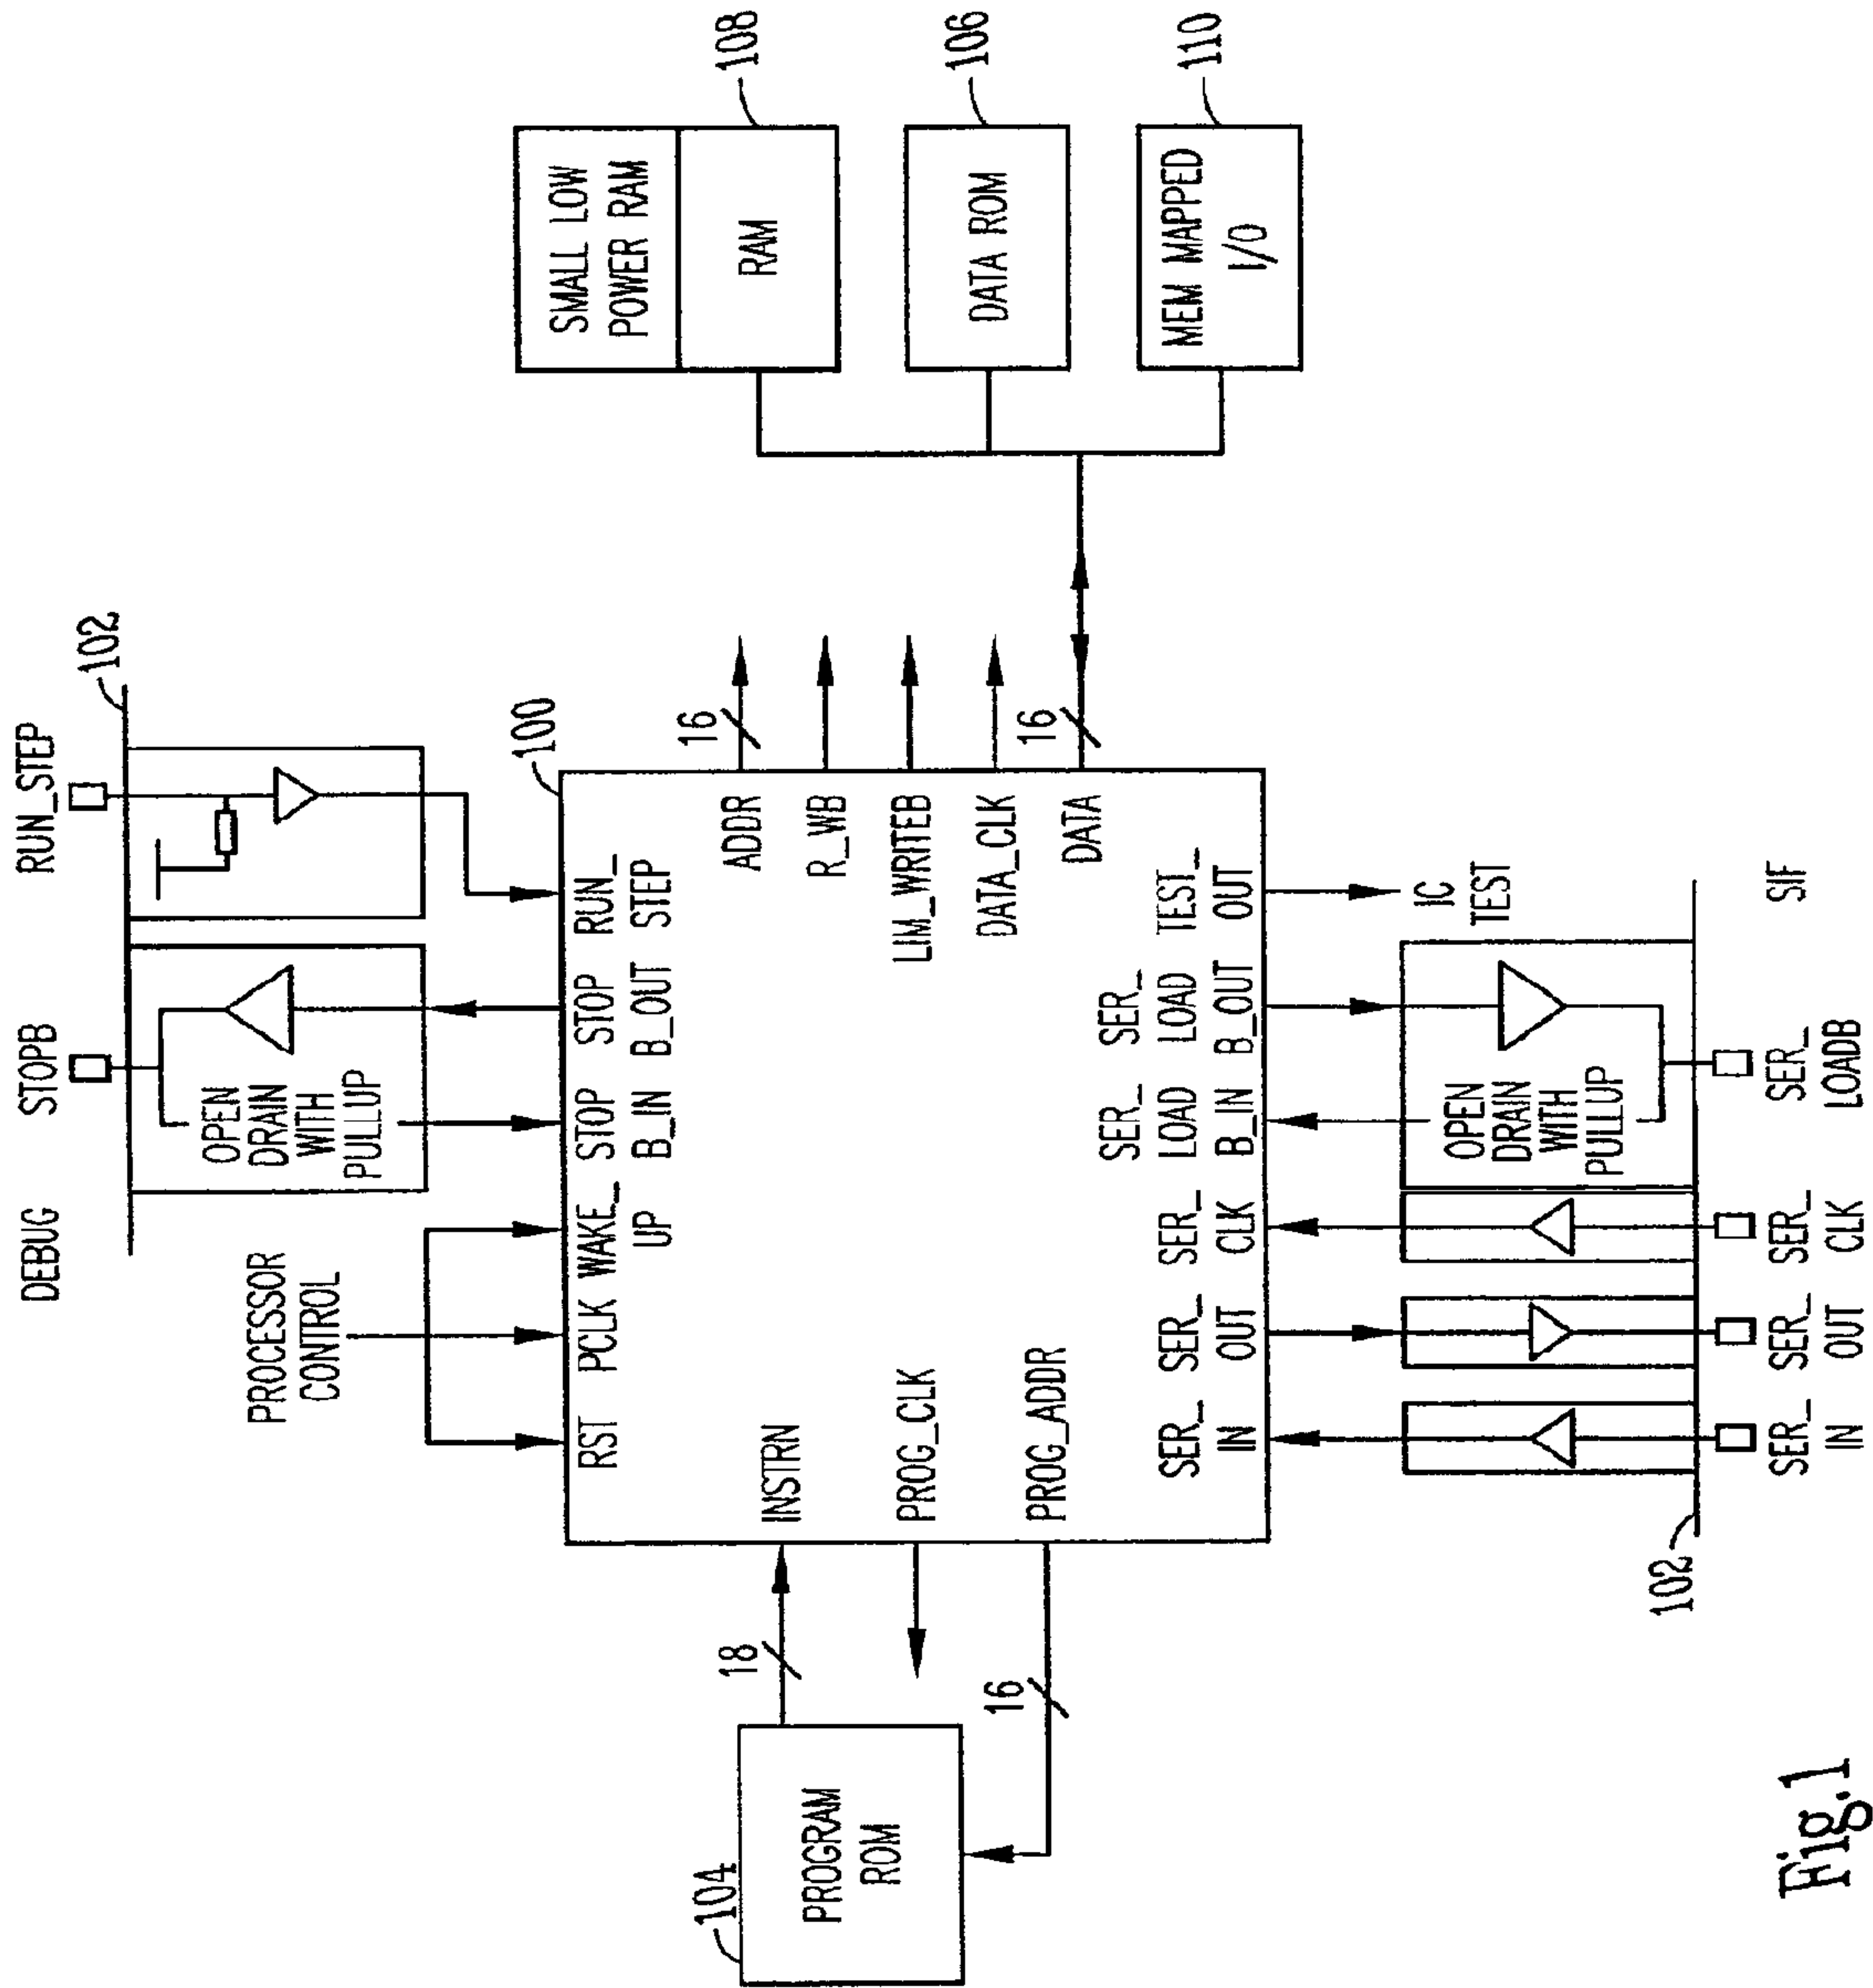 DEBUG
STOPB
RUN_STEP
102
PROCESSOR
CONTROL
OPEN
DRAIN
WITH
PULLUP
100
RST
PCLK
WAKE_
UP
STOP
B_IN
STOP
B_OUT
RUN_
STEP
104
PROGRAM
ROM
18
16
INSTRN
PROG_CLK
PROG_ADDR
ADDR
R_WB
LIM_WRITEB
DATA_CLK
DATA
16
16
SMALL LOW
POWER RAM
RAM
108
DATA ROM
106
MEM MAPPED
I/O
110
SER_
IN
SER_
OUT
SER_
CLK
SER_
LOAD
B_IN
SER_
LOAD
B_OUT
TEST_
OUT
IC
TEST
OPEN
DRAIN
WITH
PULLUP
102
SER_
IN
SER_
OUT
SER_
CLK
SER_
LOADB
SIF
Fig.1